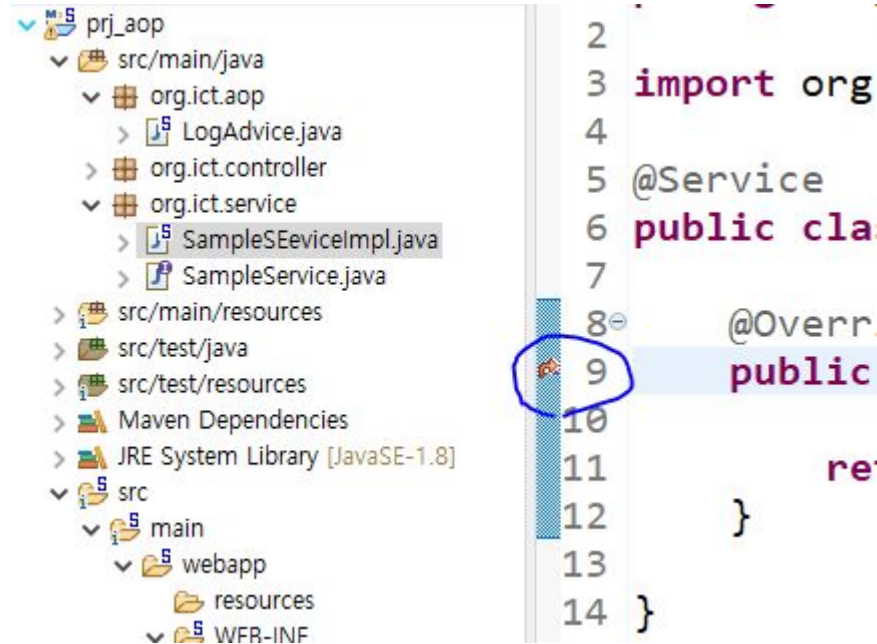 prj_aop
src/main/java
org.ict.aop
LogAdvice.java
org.ict.controller
org.ict.service
SampleSEeviceImpl.java
SampleService.java
src/main/resources
src/test/java
src/test/resources
Maven Dependencies
JRE System Library [JavaSE-1.8]
src
main
webapp
resources
WEB-INF
2
3 import org
4
5 @Service
6 public cla
7
8 @Overr
9 public
10
11 ret
12 }
13
14 }